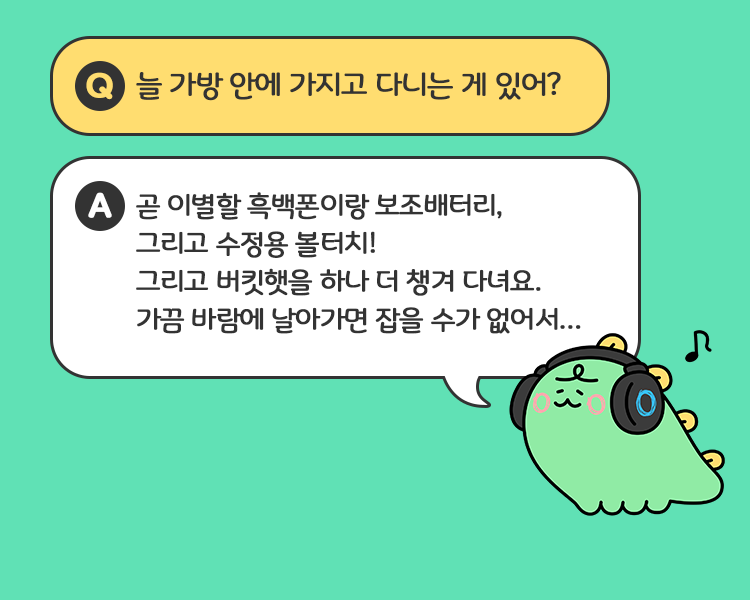 Q 늘 가방 안에 가지고 다니는 게 있어?
A 곧 이별할 흑백폰이랑 보조배터리,
그리고 수정용 볼터치!
그리고 버킷햇을 하나 더 챙겨 다녀요.
가끔 바람에 날아가면 잡을 수가 없어서...